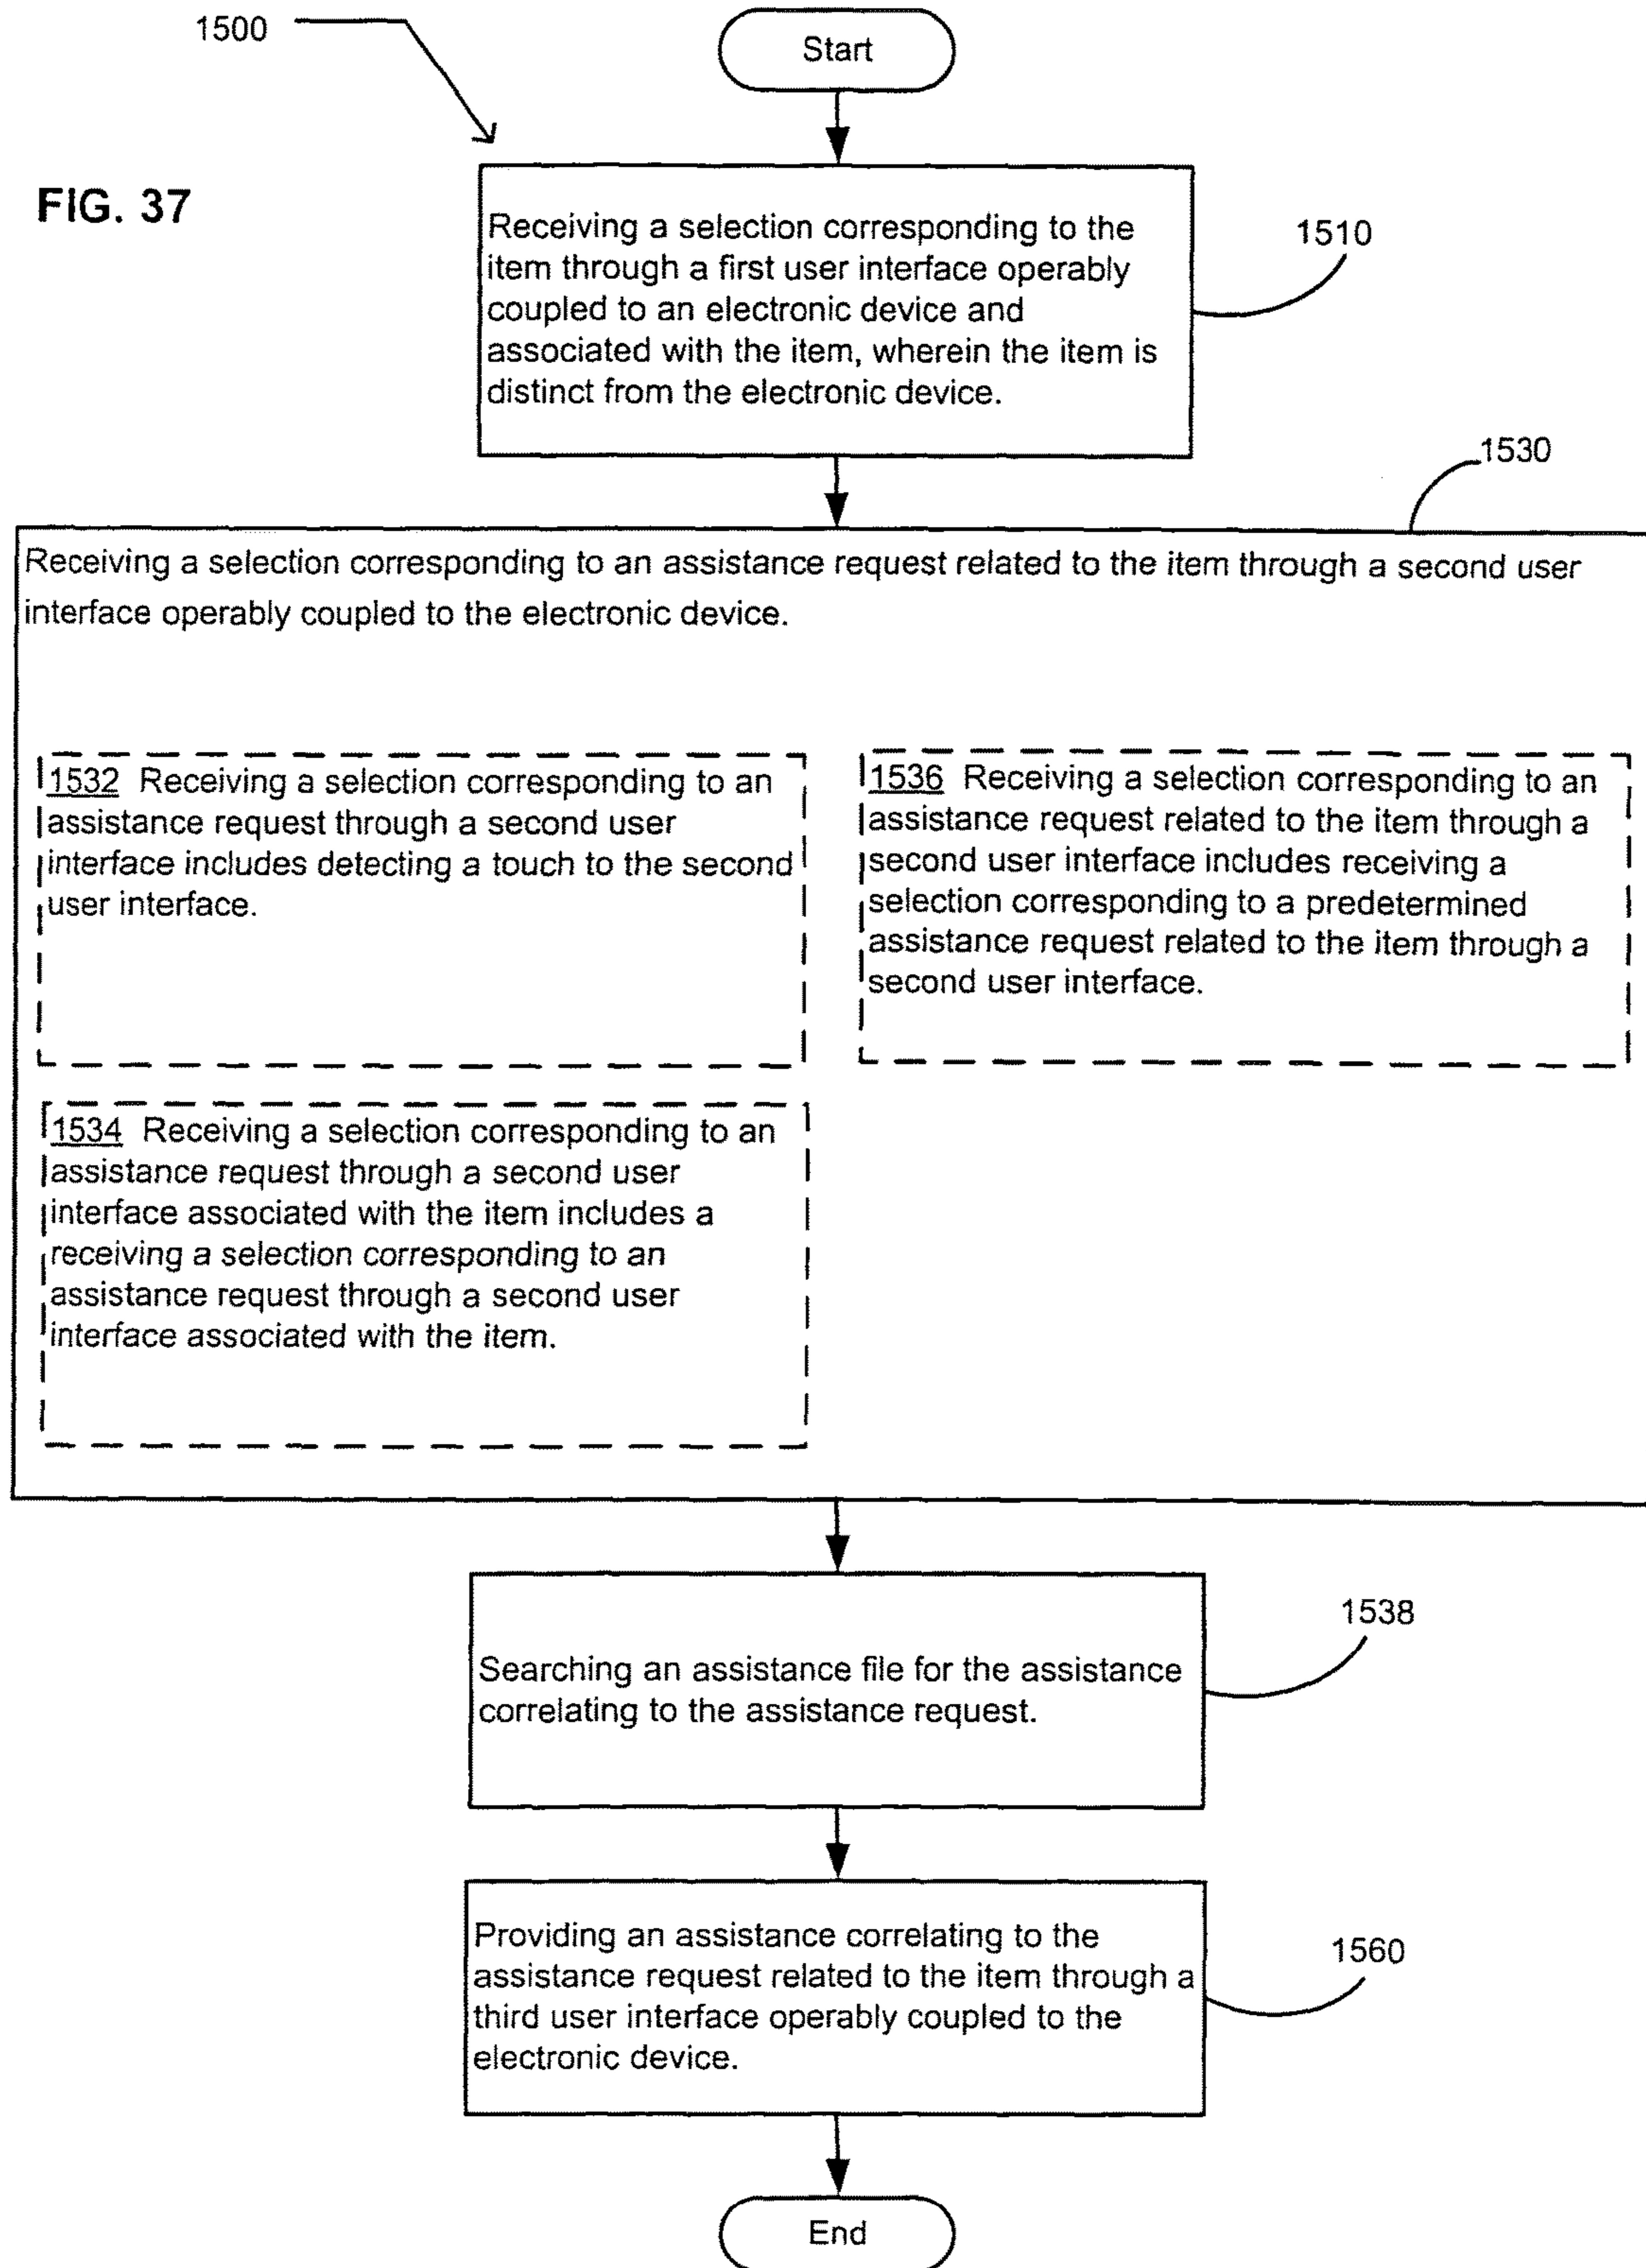 1500
Start
FIG. 37
Receiving a selection corresponding to the
item through a first user interface operably
coupled to an electronic device and
associated with the item, wherein the item is
distinct from the electronic device.
1510
1530
Receiving a selection corresponding to an assistance request related to the item through a second user
interface operably coupled to the electronic device.
1532 Receiving a selection corresponding to an
assistance request through a second user
interface includes detecting a touch to the second
user interface.
1536 Receiving a selection corresponding to an
assistance request related to the item through a
second user interface includes receiving a
selection corresponding to a predetermined
assistance request related to the item through a
second user interface.
1534 Receiving a selection corresponding to an
assistance request through a second user
interface associated with the item includes a
receiving a selection corresponding to an
assistance request through a second user
interface associated with the item.
Searching an assistance file for the assistance
correlating to the assistance request.
1538
Providing an assistance correlating to the
assistance request related to the item through a
third user interface operably coupled to the
electronic device.
1560
End